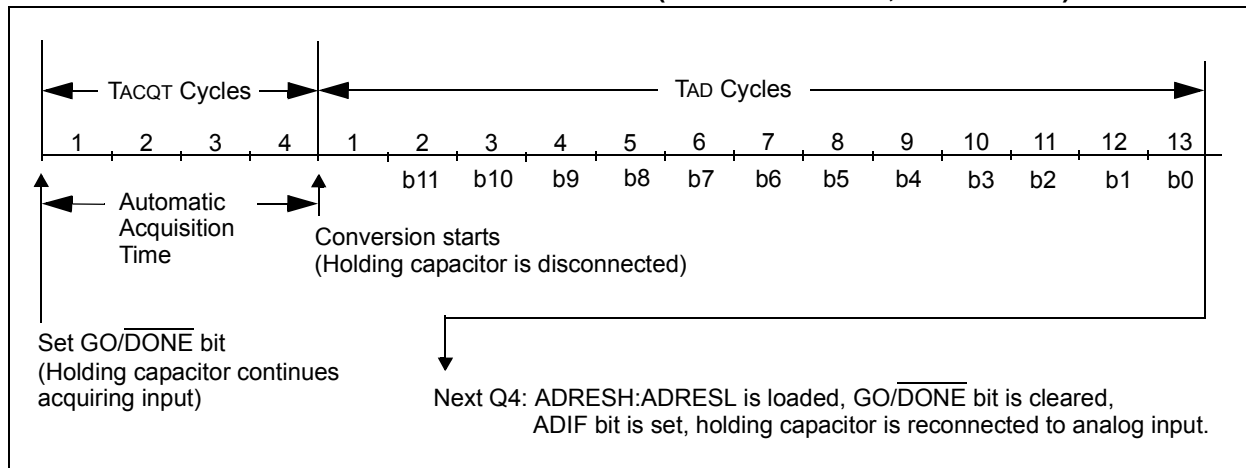 TACQT Cycles
TAD Cycles
1 2 3 4 1 2 3 4 5 6 7 8 9 10 11 12 13
b11 b10 b9 b8 b7 b6 b5 b4 b3 b2 b1 b0
Automatic
Acquisition
Time
Conversion starts
(Holding capacitor is disconnected)
Set GO/DONE bit
(Holding capacitor continues
acquiring input)
Next Q4: ADRESH:ADRESL is loaded, GO/DONE bit is cleared,
ADIF bit is set, holding capacitor is reconnected to analog input.